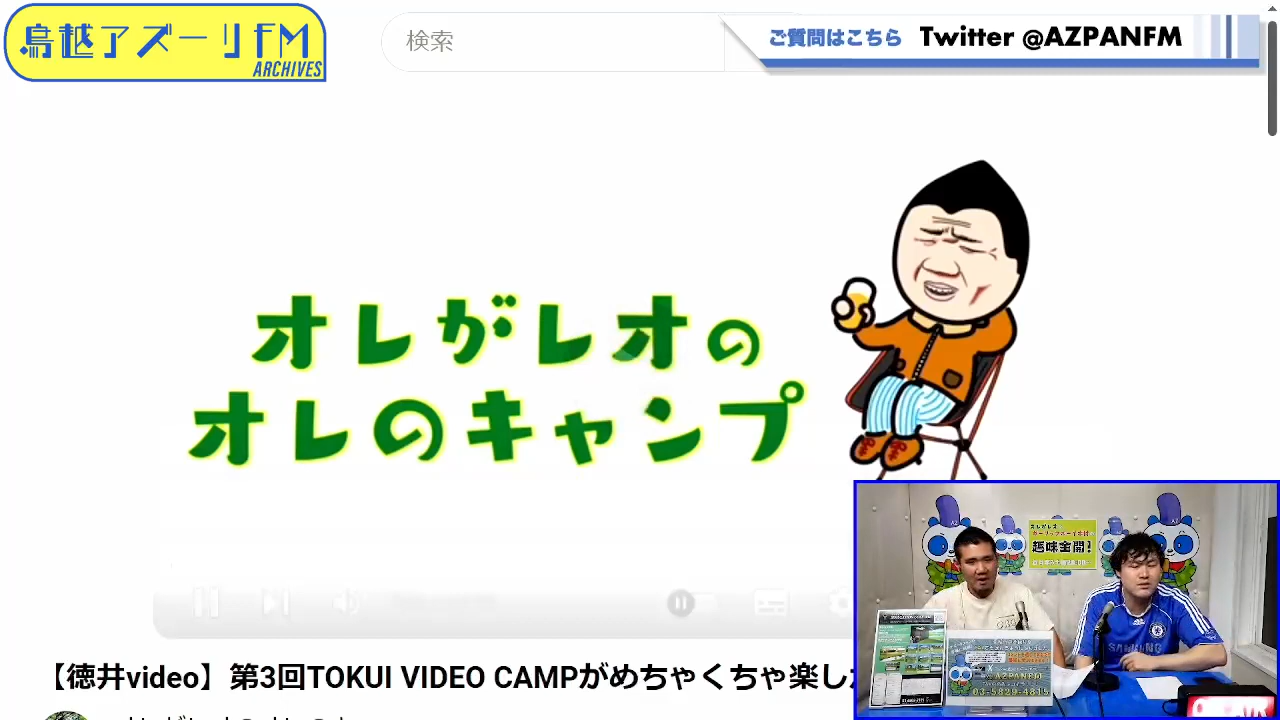 鳥越アズーリFM
ARCHIVES
検索
ご質問はこちら Twitter @AZPANFM
オレがレオの
オレのキャンプ
【徳井video】第3回TOKUI VIDEO CAMPがめちゃくちゃ楽し
趣味全開!
SAMSUNG
AZPANFM
03-5829-4815